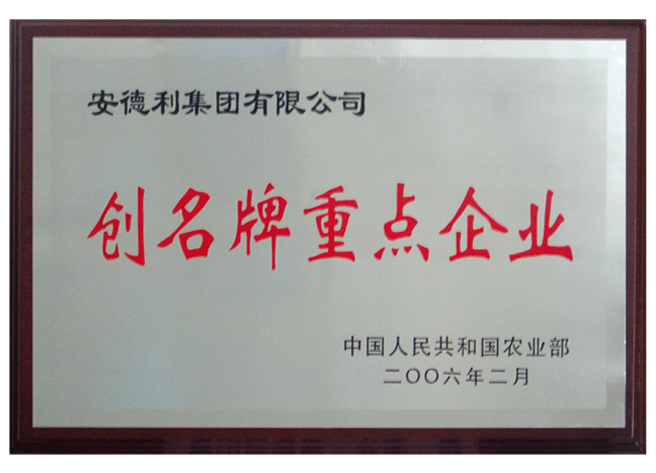 安德利集团有限公司
创名牌重点企业
中国人民共和国农业部
二〇〇六年二月